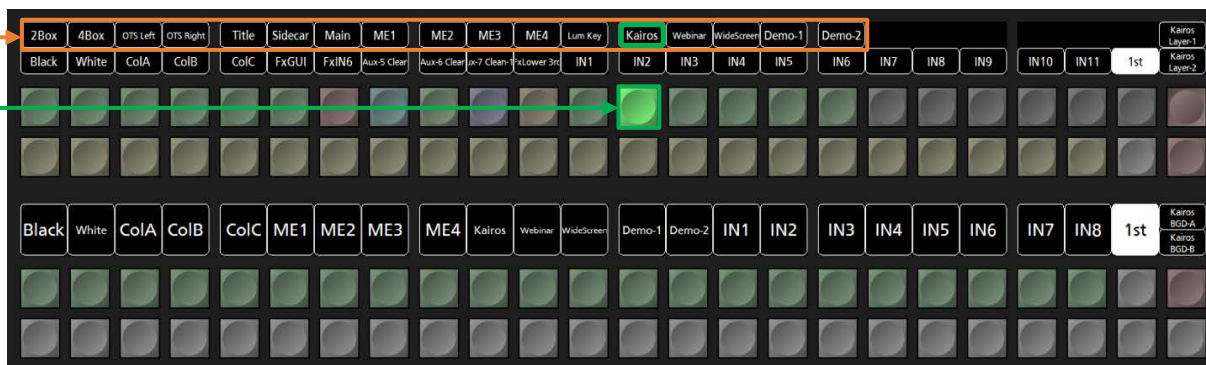 2Box 4Box OTS Left OTS Right Title Sidecar Main ME1 ME2 ME3 ME4 Lum Key Kairos Webinar WideScreen Demo-1 Demo-2 Kairos Layer-1
Black White ColA ColB ColC FxGUI FxIN6 Aux-5 Clean Aux-6 Clean ux-7 Clean-1 FxLower 3rd IN1 IN2 IN3 IN4 IN5 IN6 IN7 IN8 IN9 IN10 IN11 1st Kairos Layer-2
Black White ColA ColB ColC ME1 ME2 ME3 ME4 Kairos Webinar WideScreen Demo-1 Demo-2 IN1 IN2 IN3 IN4 IN5 IN6 IN7 IN8 1st Kairos BGD-A
Kairos BGD-B